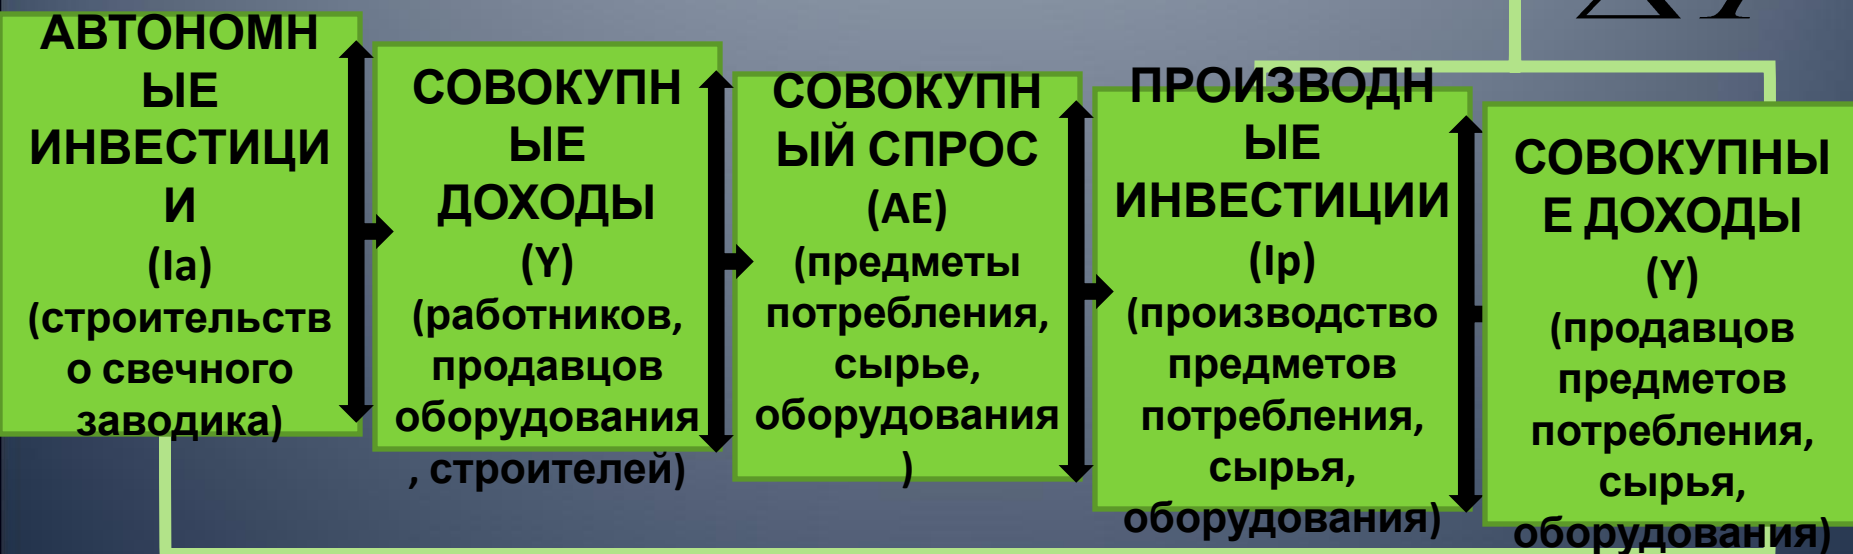 ΔY
АВТОНОМН
ЫЕ
ИНВЕСТИЦИ
И
(Ia)
(строительств
о свечного
заводика)
СОВОКУПН
ЫЕ
ДОХОДЫ
(Y)
(работников,
продавцов
оборудования
, строителей)
СОВОКУПН
ЫЙ СПРОС
(AE)
(предметы
потребления,
сырье,
оборудования
)
ПРОИЗВОДН
ЫЕ
ИНВЕСТИЦИИ
(Ip)
(производство
предметов
потребления,
сырья,
оборудования)
СОВОКУПНЫ
Е ДОХОДЫ
(Y)
(продавцов
предметов
потребления,
сырья,
оборудования)